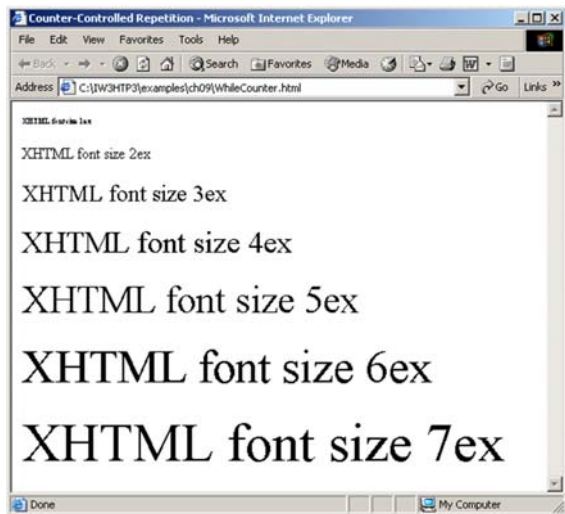 Counter-Controlled Repetition - Microsoft Internet Explorer
File Edit View Favorites Tools Help
Back Search Favorites Media W
Address C:\IW3HTP3\examples\ch09\WhileCounter.html Go Links »
XHTML font size 1ex
XHTML font size 2ex
XHTML font size 3ex
XHTML font size 4ex
XHTML font size 5ex
XHTML font size 6ex
XHTML font size 7ex
Done My Computer